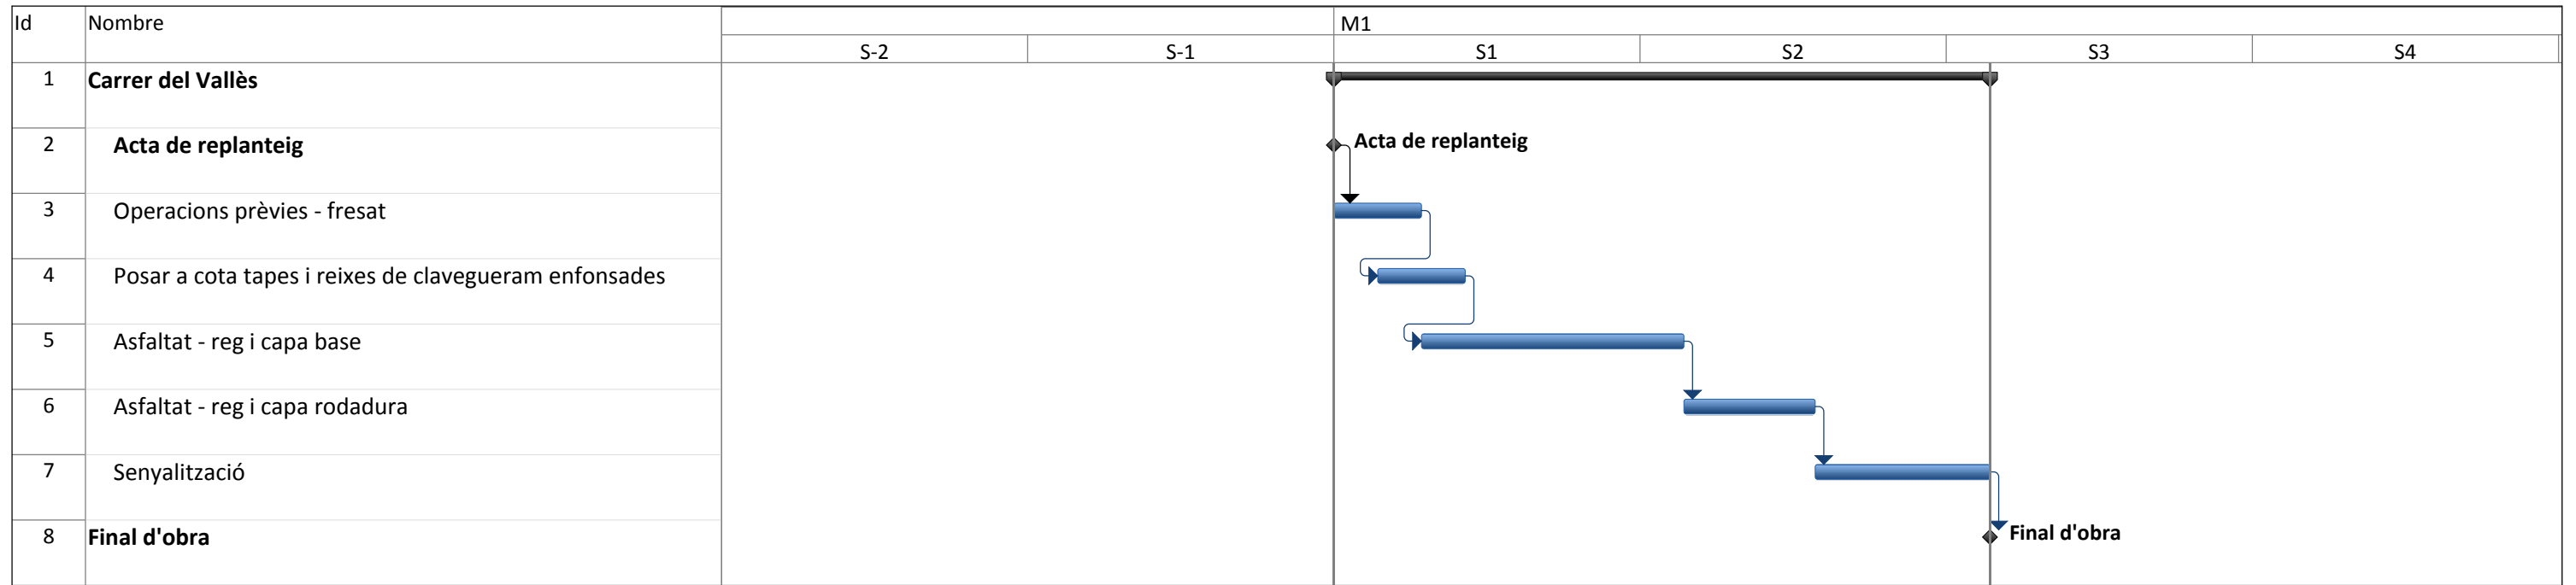 Id Nombre M1
S-2 S-1 S1 S2 S3 S4
1 Carrer del Vallès
2 Acta de replanteig Acta de replanteig
3 Operacions prèvies - fresat
4 Posar a cota tapes i reixes de clavegueram enfonsades
5 Asfaltat - reg i capa base
6 Asfaltat - reg i capa rodadura
7 Senyalització
8 Final d'obra Final d'obra